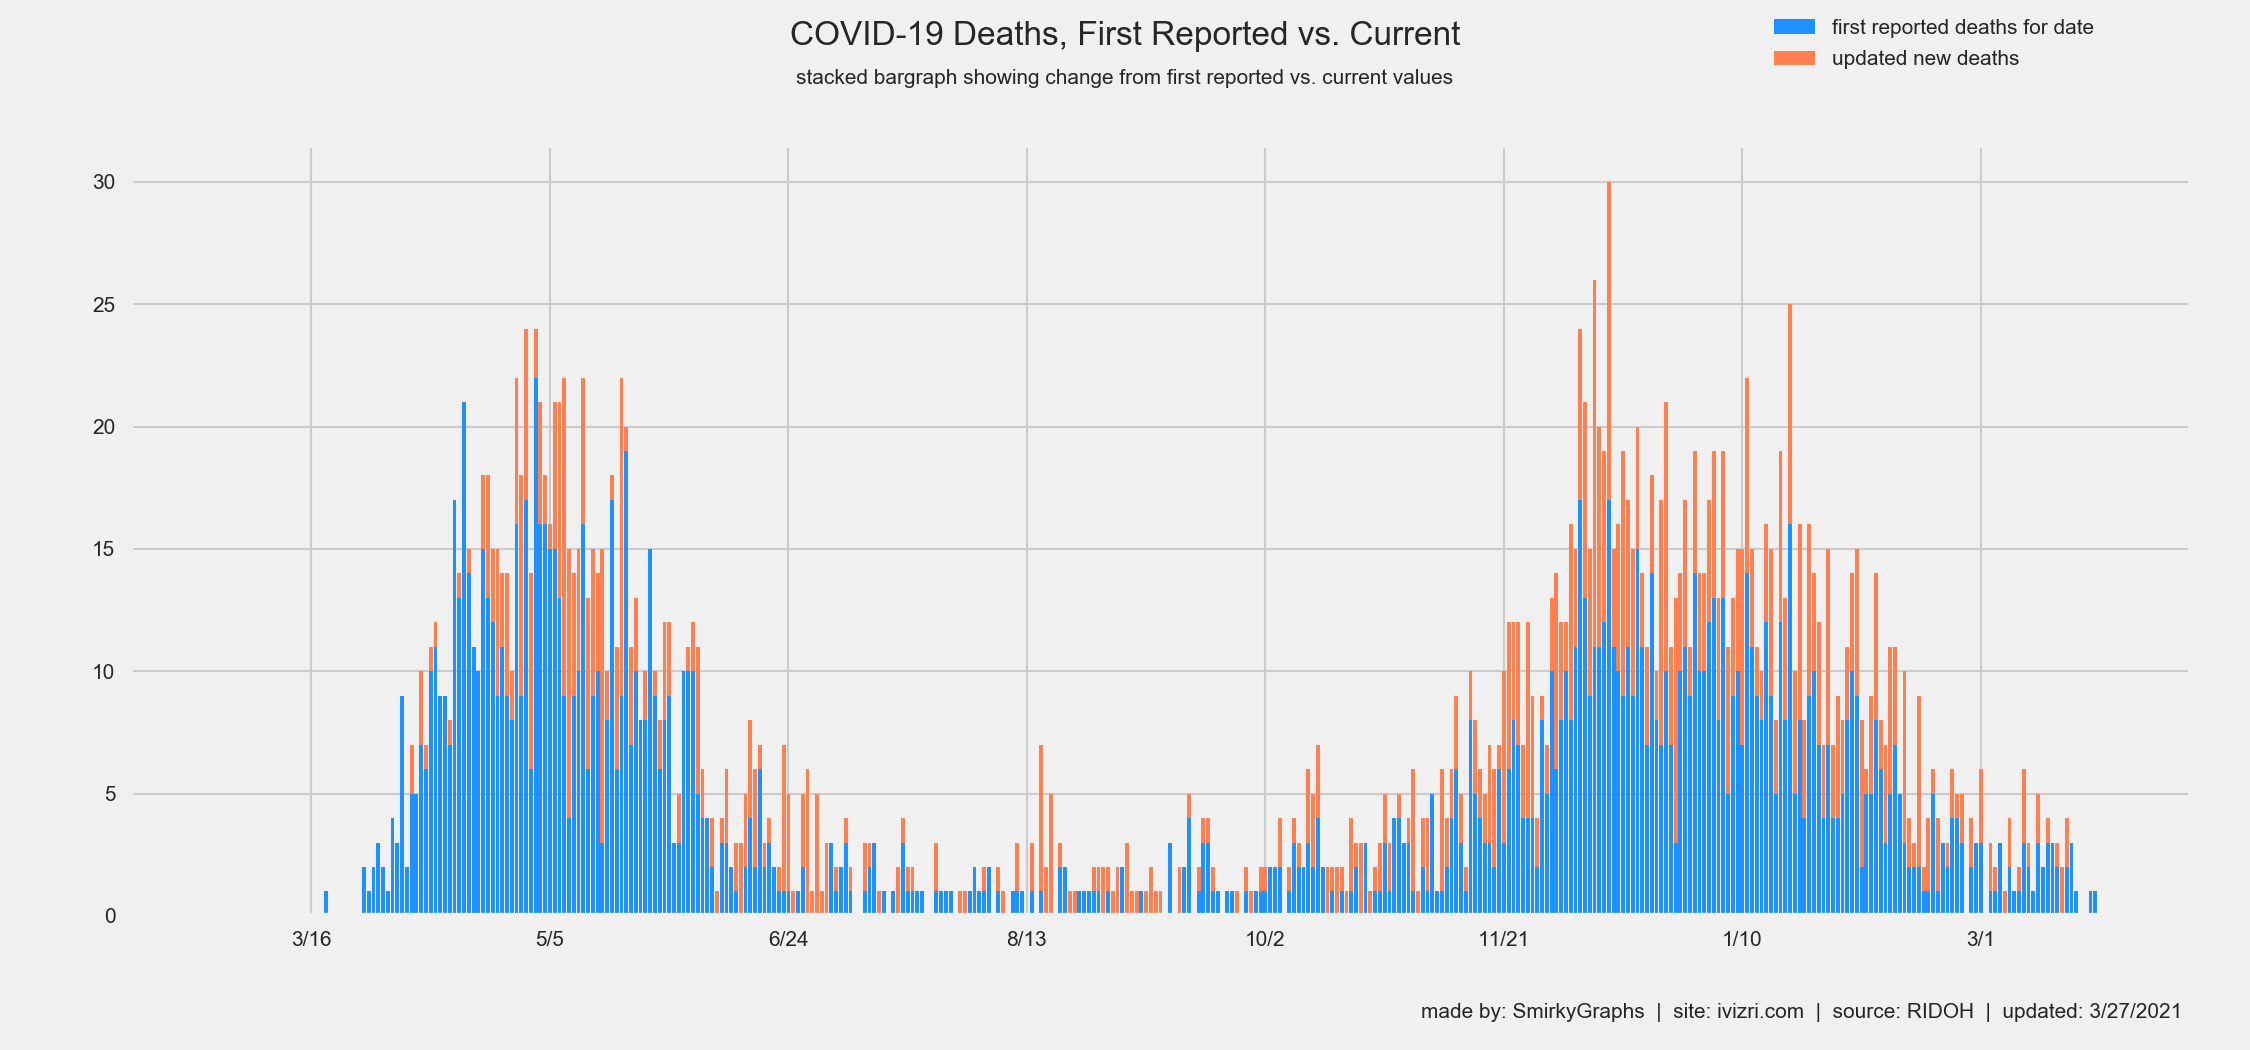 COVID-19 Deaths, First Reported vs. Current
stacked bargraph showing change from first reported vs. current values
first reported deaths for date
updated new deaths
30
25
20
15
10
5
0
3/16 5/5 6/24 8/13 10/2 11/21 1/10 3/1
made by: SmirkyGraphs | site: ivizri.com | source: RIDOH | updated: 3/27/2021